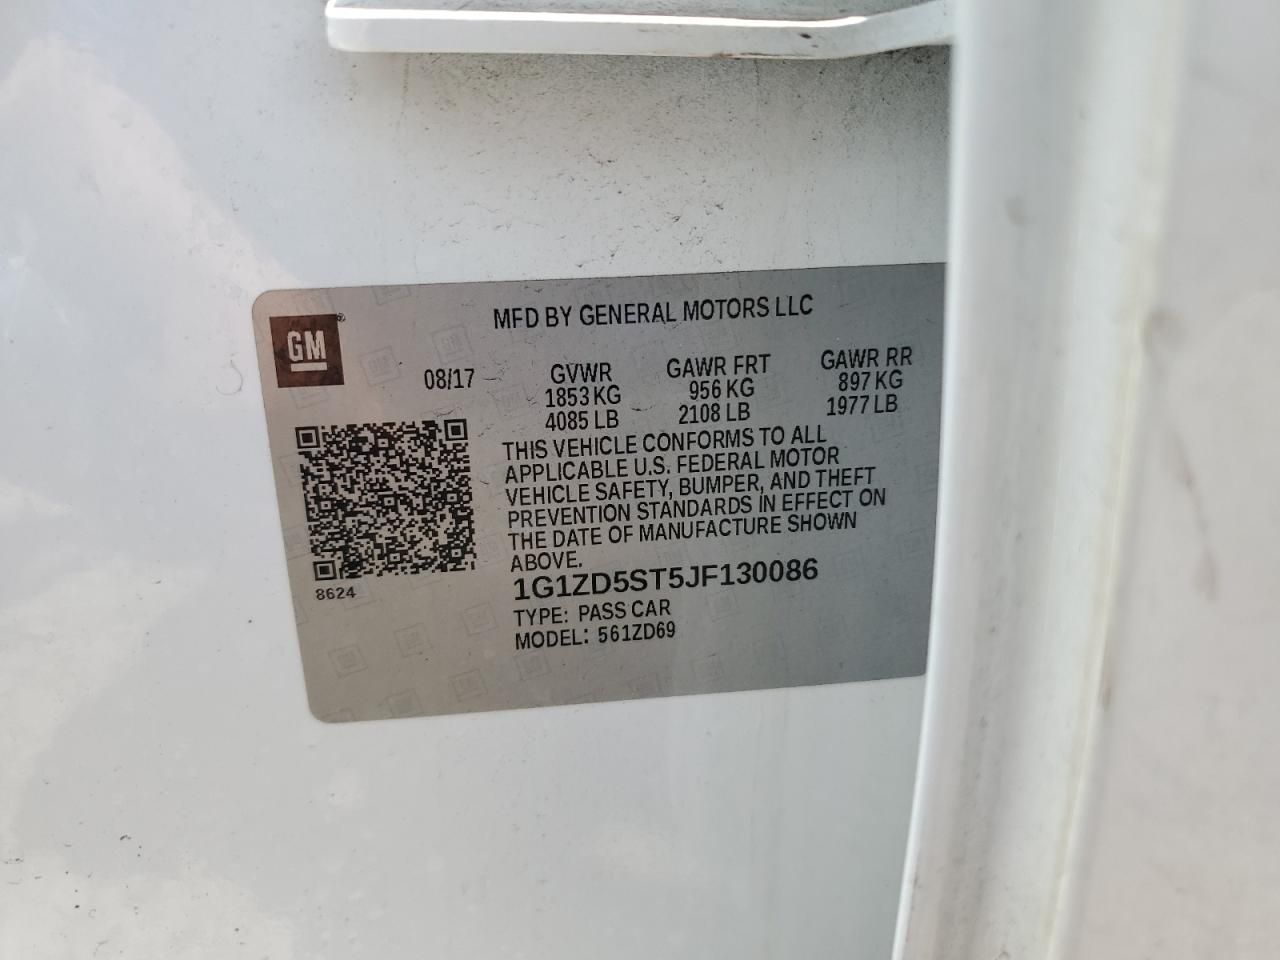 MFD BY GENERAL MOTORS LLC
GM®
08/17
GVWR
1853 KG
4085 LB
GAWR FRT
956 KG
2108 LB
GAWR RR
897 KG
1977 LB
THIS VEHICLE CONFORMS TO ALL
APPLICABLE U.S. FEDERAL MOTOR
VEHICLE SAFETY, BUMPER, AND THEFT
PREVENTION STANDARDS IN EFFECT ON
THE DATE OF MANUFACTURE SHOWN
ABOVE.
8624
1G1ZD5ST5JF130086
TYPE: PASS CAR
MODEL: 561ZD69